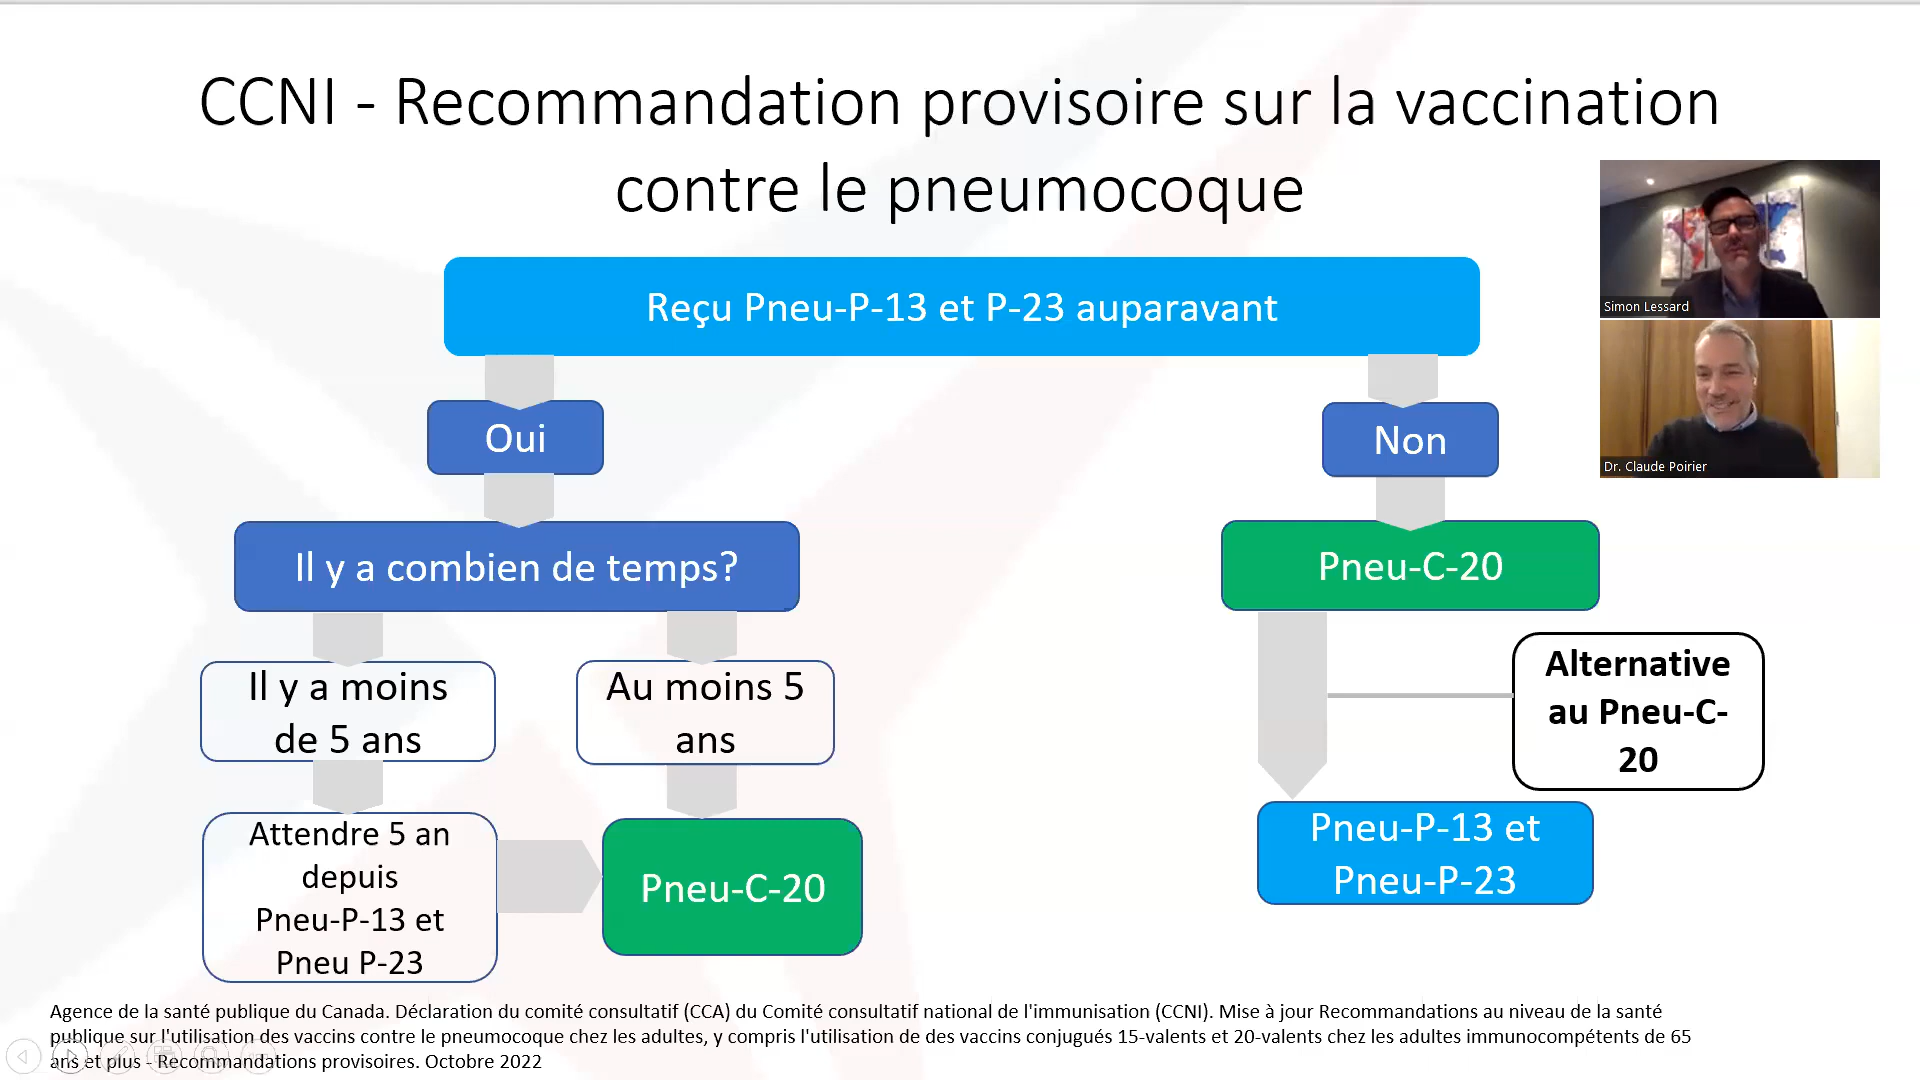 CCNI - Recommandation provisoire sur la vaccination
contre le pneumocoque
Reçu Pneu-P-13 et P-23 auparavant
Simon Lessard
Oui
Non
Dr. Claude Poirier
Il y a combien de temps?
Pneu-C-20
Il y a moins
de 5 ans
Au moins 5
ans
Alternative
au Pneu-C-
20
Attendre 5 an
depuis
Pneu-P-13 et
Pneu P-23
Pneu-C-20
Pneu-P-13 et
Pneu-P-23
Agence de la santé publique du Canada. Déclaration du comité consultatif (CCA) du Comité consultatif national de l'immunisation (CCNI). Mise à jour Recommandations au niveau de la santé
publique sur l'utilisation des vaccins contre le pneumocoque chez les adultes, y compris l'utilisation de des vaccins conjugués 15-valents et 20-valents chez les adultes immunocompétents de 65
ans et plus - Recommandations provisoires. Octobre 2022